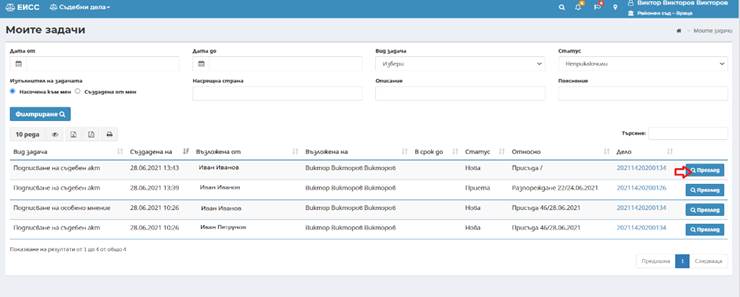 ЕИСС Съдебни дела
Виктор Викторов Викторов
Районен съд – Враца
Моите задачи
Моите задачи
Дата от Дата до Вид задача Статус
Избери Неприключили
Изпълнител на задачата Насрещна страна Описание Пояснение
Насочена към мен Създадена от мен
Филтриране
10 реда Търсене:
Вид задача Създадена на Възложена от Възложена на В срок до Статус Относно Дело
Подписване на съдебен акт 28.06.2021 13:43 Иван Иванов Виктор Викторов Викторов Нова Присъда / 20211420200134 Преглед
Подписване на съдебен акт 28.06.2021 13:39 Иван Иванов Виктор Викторов Викторов Приета Разпореждане 22/24.06.2021 20211420200126 Преглед
Подписване на особено мнение 28.06.2021 10:26 Иван Иванов Виктор Викторов Викторов Нова Присъда 46/28.06.2021 20211420200134 Преглед
Подписване на съдебен акт 28.06.2021 10:26 Иван Петрунов Виктор Викторов Викторов Нова Присъда 46/28.06.2021 20211420200134 Преглед
Показване на резултати от 1 до 4 от общо 4
Предишна 1 Следваща